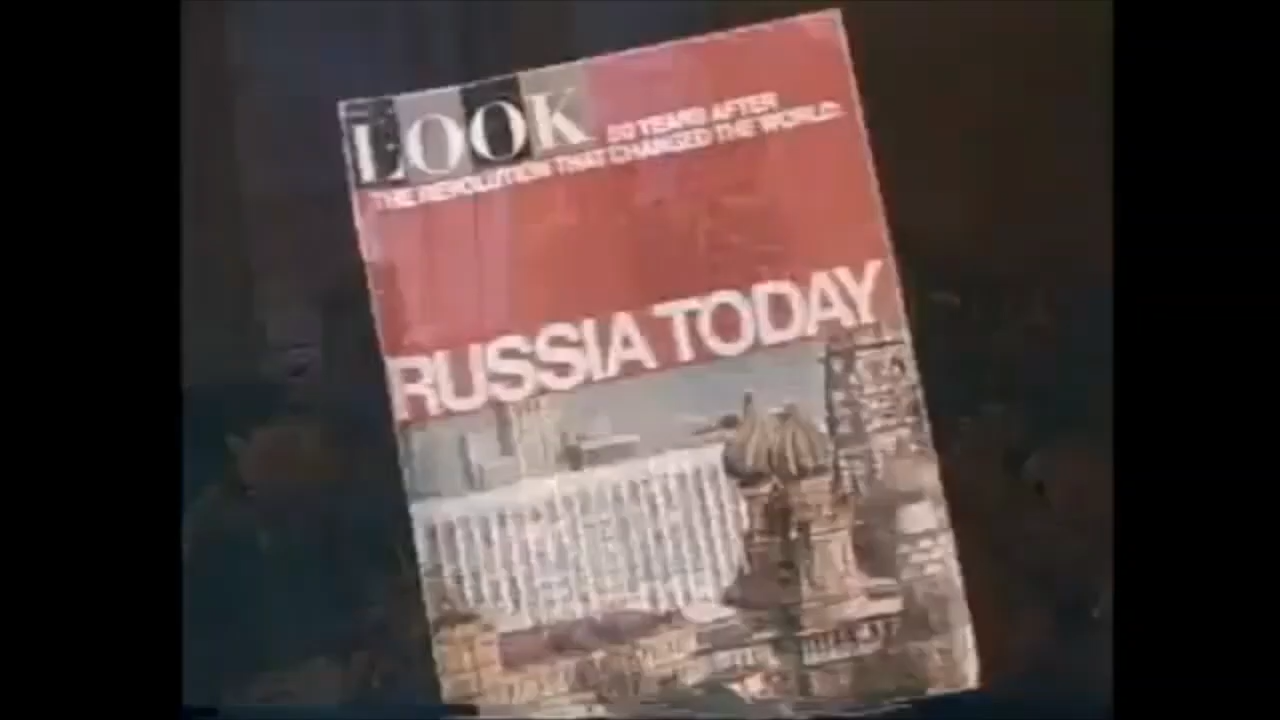 LOOK
50 YEARS AFTER
THE REVOLUTION THAT CHANGED THE WORLD.
RUSSIA TODAY